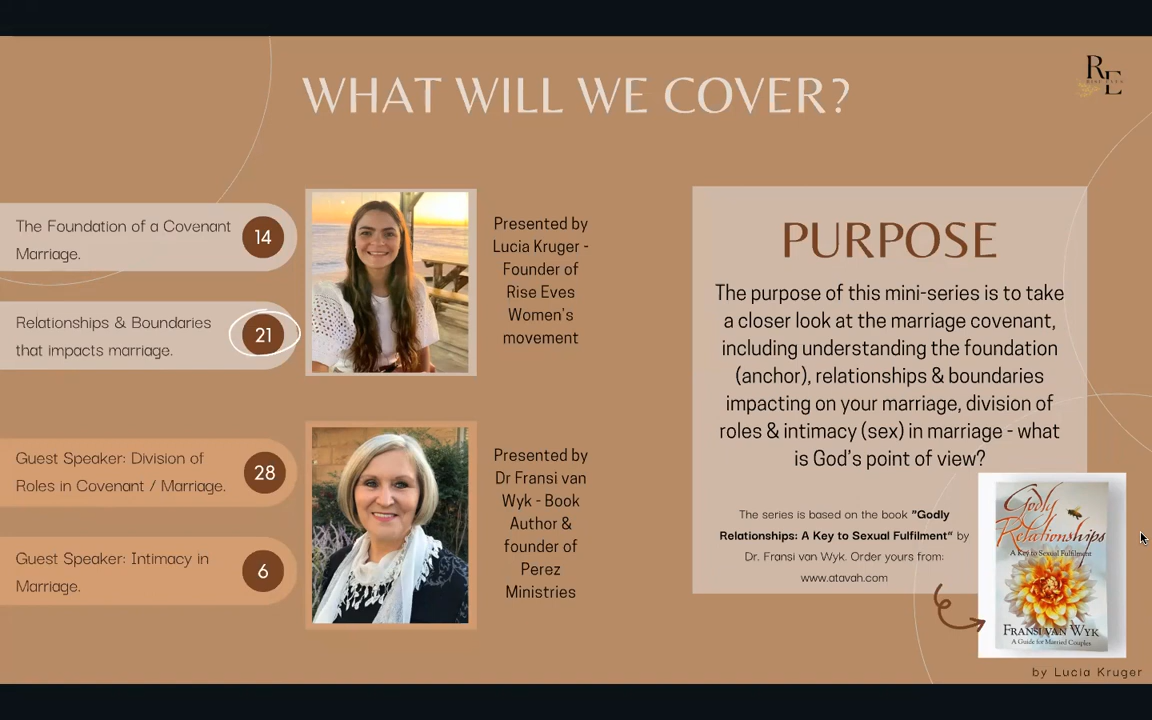 WHAT WILL WE COVER?
RE
The Foundation of a Covenant
Marriage.
14
Relationships & Boundaries
that impacts marriage.
21
Presented by
Lucia Kruger -
Founder of
Rise Eves
Women's
movement
Guest Speaker: Division of
Roles in Covenant / Marriage.
28
Guest Speaker: Intimacy in
Marriage.
6
Presented by
Dr Fransi van
Wyk - Book
Author &
founder of
Perez
Ministries
PURPOSE
The purpose of this mini-series is to take
a closer look at the marriage covenant,
including understanding the foundation
(anchor), relationships & boundaries
impacting on your marriage, division of
roles & intimacy (sex) in marriage - what
is God's point of view?
The series is based on the book "Godly
Relationships: A Key to Sexual Fulfilment" by
Dr. Fransi van Wyk. Order yours from:
www.atavah.com
Godly
Relationships
A Key to Sexual Fulfilment
FRANSI VAN WYK
A Guide for Married Couples
by Lucia Kruger